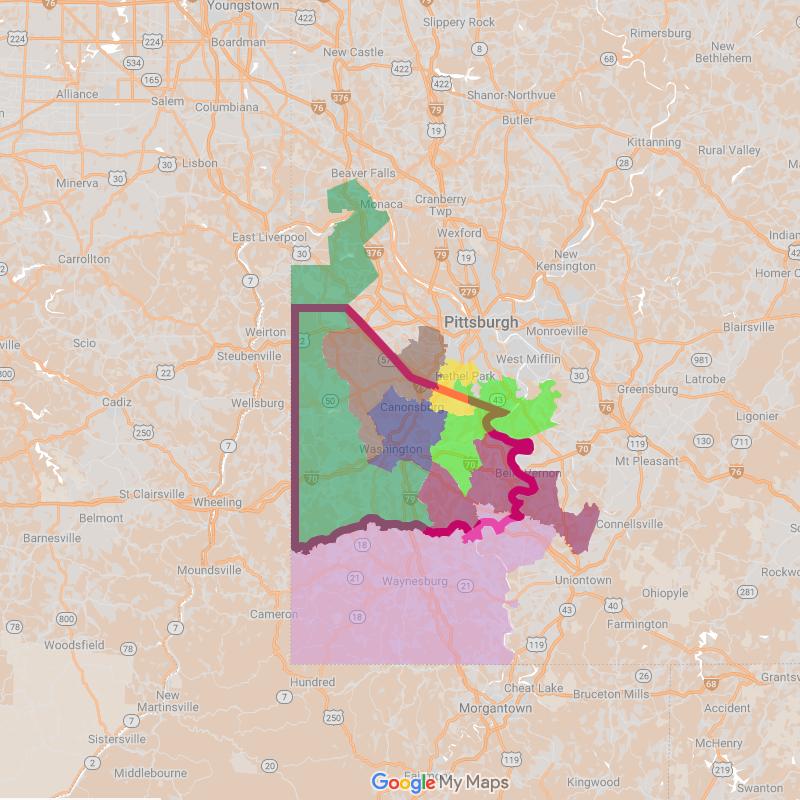 Youngstown
Slippery Rock
Rimersburg
422
76
224
Boardman
224
New Castle
8
68
New
Bethlehem
534
422
422
Alliance
165
376
79
Shanor-Northvue
Salem
Columbiana
76
19
Butler
Kittanning
30
Lisbon
28
Rural Valley
Minerva
30
Beaver Falls
Monaca
Cranberry
Twp
East Liverpool
Wexford
30
376
79
19
New
Kensington
Carrollton
7
279
Weirton
Pittsburgh
Monroeville
Blairsville
Scio
Steubenville
22
West Mifflin
981
Latrobe
22
Bethel Park
30
Greensburg
Cadiz
Wellsburg
50
Canonsburg
43
76
Ligonier
250
7
Washington
70
119
130
711
70
Mt Pleasant
76
70
Belle Vernon
St Clairsville
Wheeling
79
Connellsville
Belmont
Barnesville
18
Moundsville
21
Waynesburg
21
Uniontown
Ohiopyle
281
Cameron
18
43
40
Farmington
800
78
7
78
119
Woodsfield
26
Hundred
Cheat Lake
Bruceton Mills
68
New
Martinsville
7
250
Morgantown
Accident
7
119
McHenry
Sistersville
2
20
219
Middlebourne
Google My Maps
Kingwood
Swanton